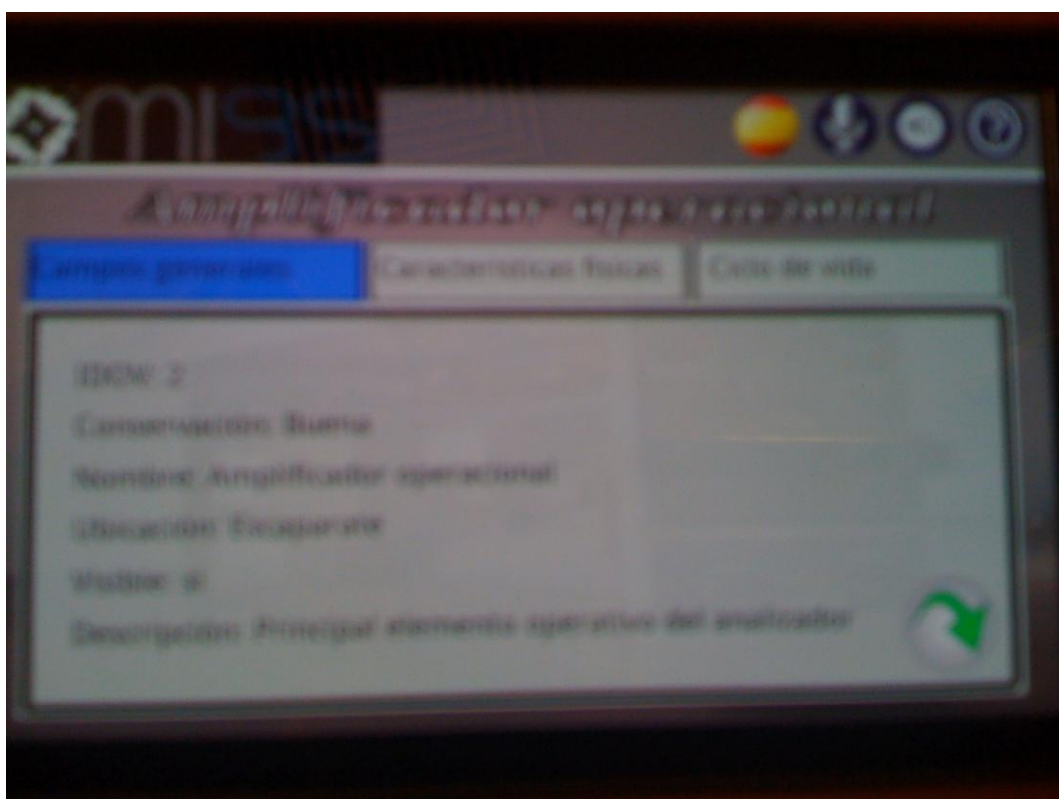 Amplificador operacional
Campos generales
Características físicas
Ciclo de vida
Conservación: Buena
Nombre: Amplificador operacional
Ubicación: Escaparate
Visible: si
Descripción: Principal elemento operativo del analizador